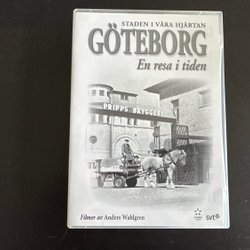 STADEN I VÅRA HJÄRTAN
GÖTEBORG
En resa i tiden
PRIPPS BRYGGERI
Filmer av Anders Wahlgren
svt